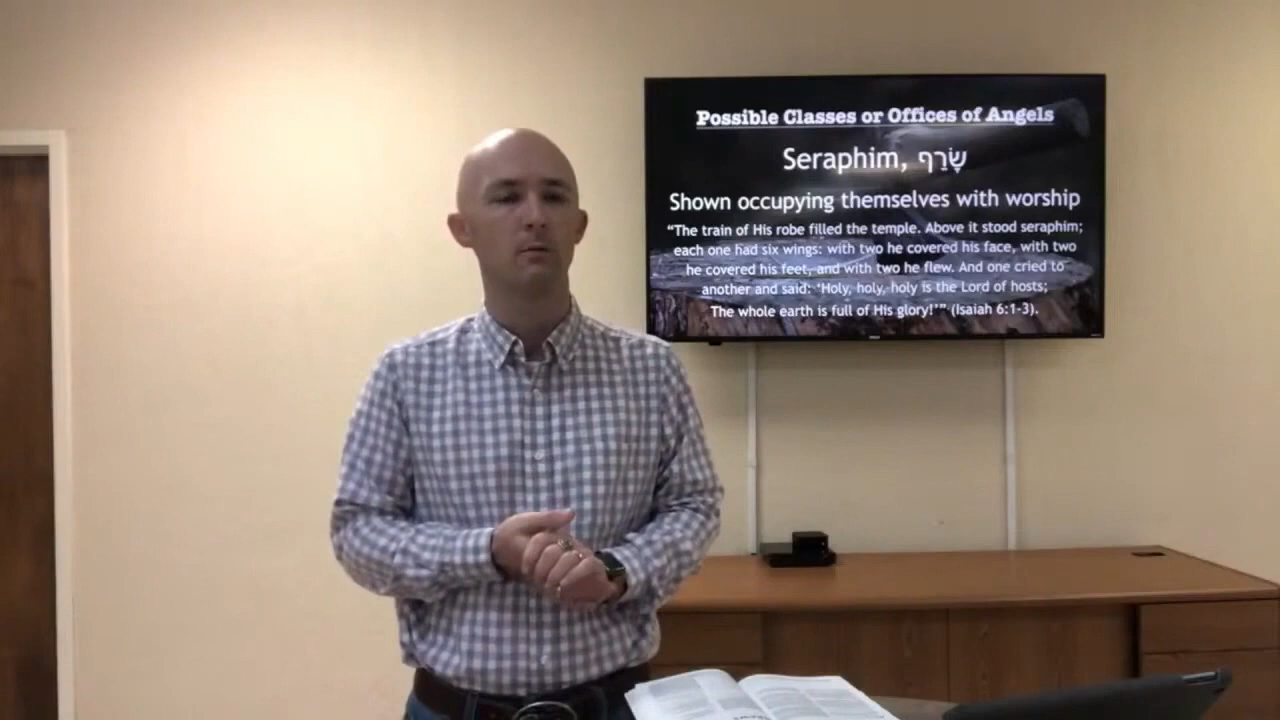 Possible Classes or Offices of Angels
Seraphim, שָׂרַף
Shown occupying themselves with worship
“The train of His robe filled the temple. Above it stood seraphim;
each one had six wings: with two he covered his face, with two
he covered his feet, and with two he flew. And one cried to
another and said: ‘Holy, holy, holy is the Lord of hosts;
The whole earth is full of His glory!’” (Isaiah 6:1-3).